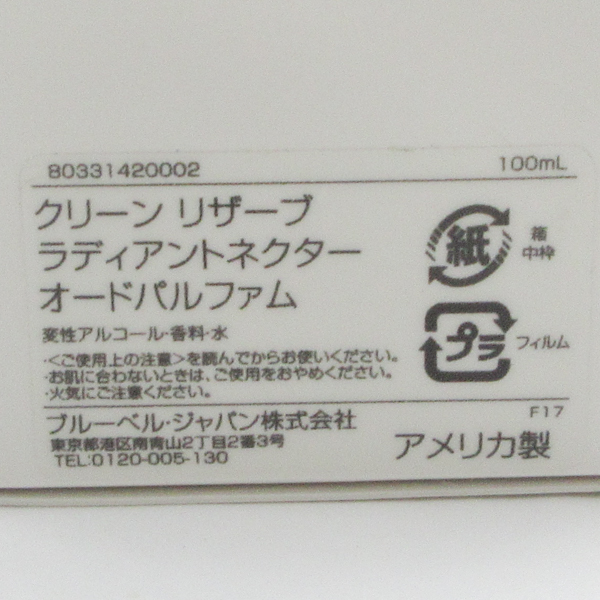 80331420002 100mL
クリーン リザーブ
ラディアントネクター
オードパルファム
変性アルコール・香料・水
・<ご使用上の注意>を読んでからお使いください。
・お肌に合わないときは、ご使用をおやめください。
・火気にご注意ください。
紙 箱
中枠
プラ フィルム
F17
ブルーベル・ジャパン株式会社
東京都港区南青山2丁目2番3号
TEL:0120-005-130
アメリカ製